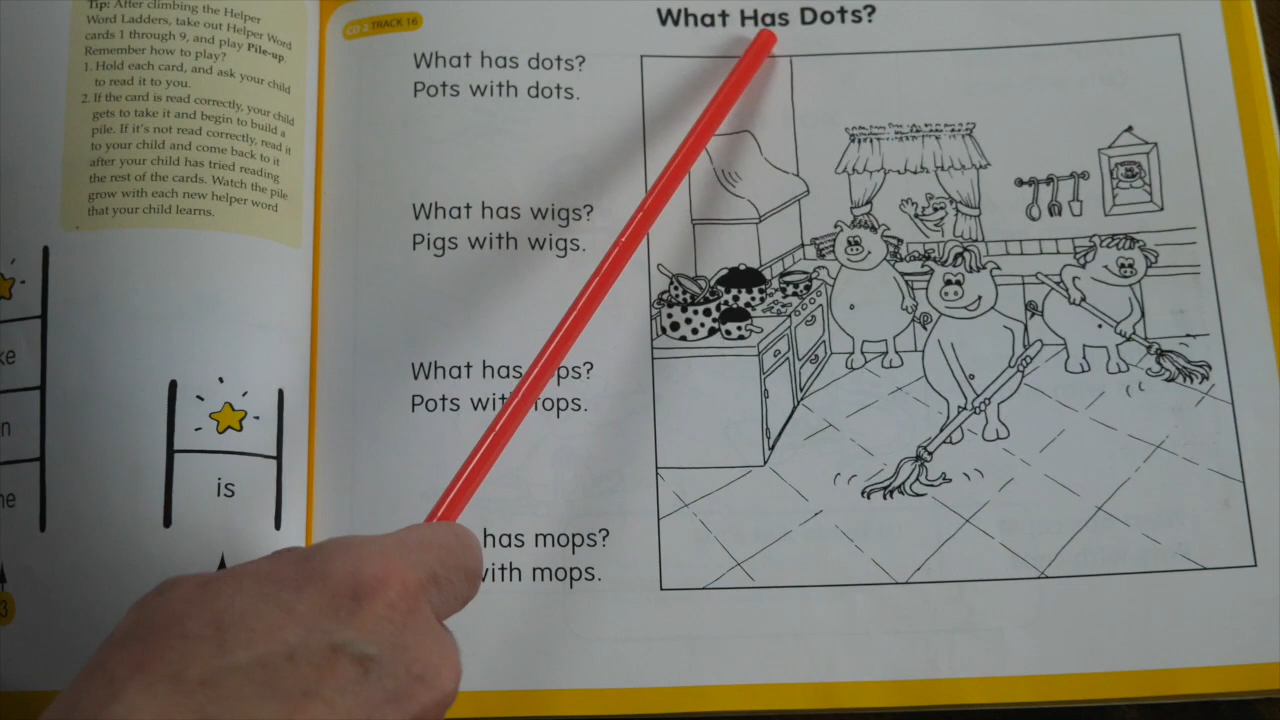 Tip: After climbing the Helper
Word Ladders, take out Helper Word
cards 1 through 9, and play Pile-up.
Remember how to play?
1. Hold each card, and ask your child
to read it to you.
2. If the card is read correctly, your child
gets to take it and begin to build a
pile. If it's not read correctly, read it
to your child and come back to it
after your child has tried reading
the rest of the cards. Watch the pile
grow with each new helper word
that your child learns.
is
3
CD 2 TRACK 16
What Has Dots?
What has dots?
Pots with dots.
What has wigs?
Pigs with wigs.
What has
Pots
has mops?
with mops.